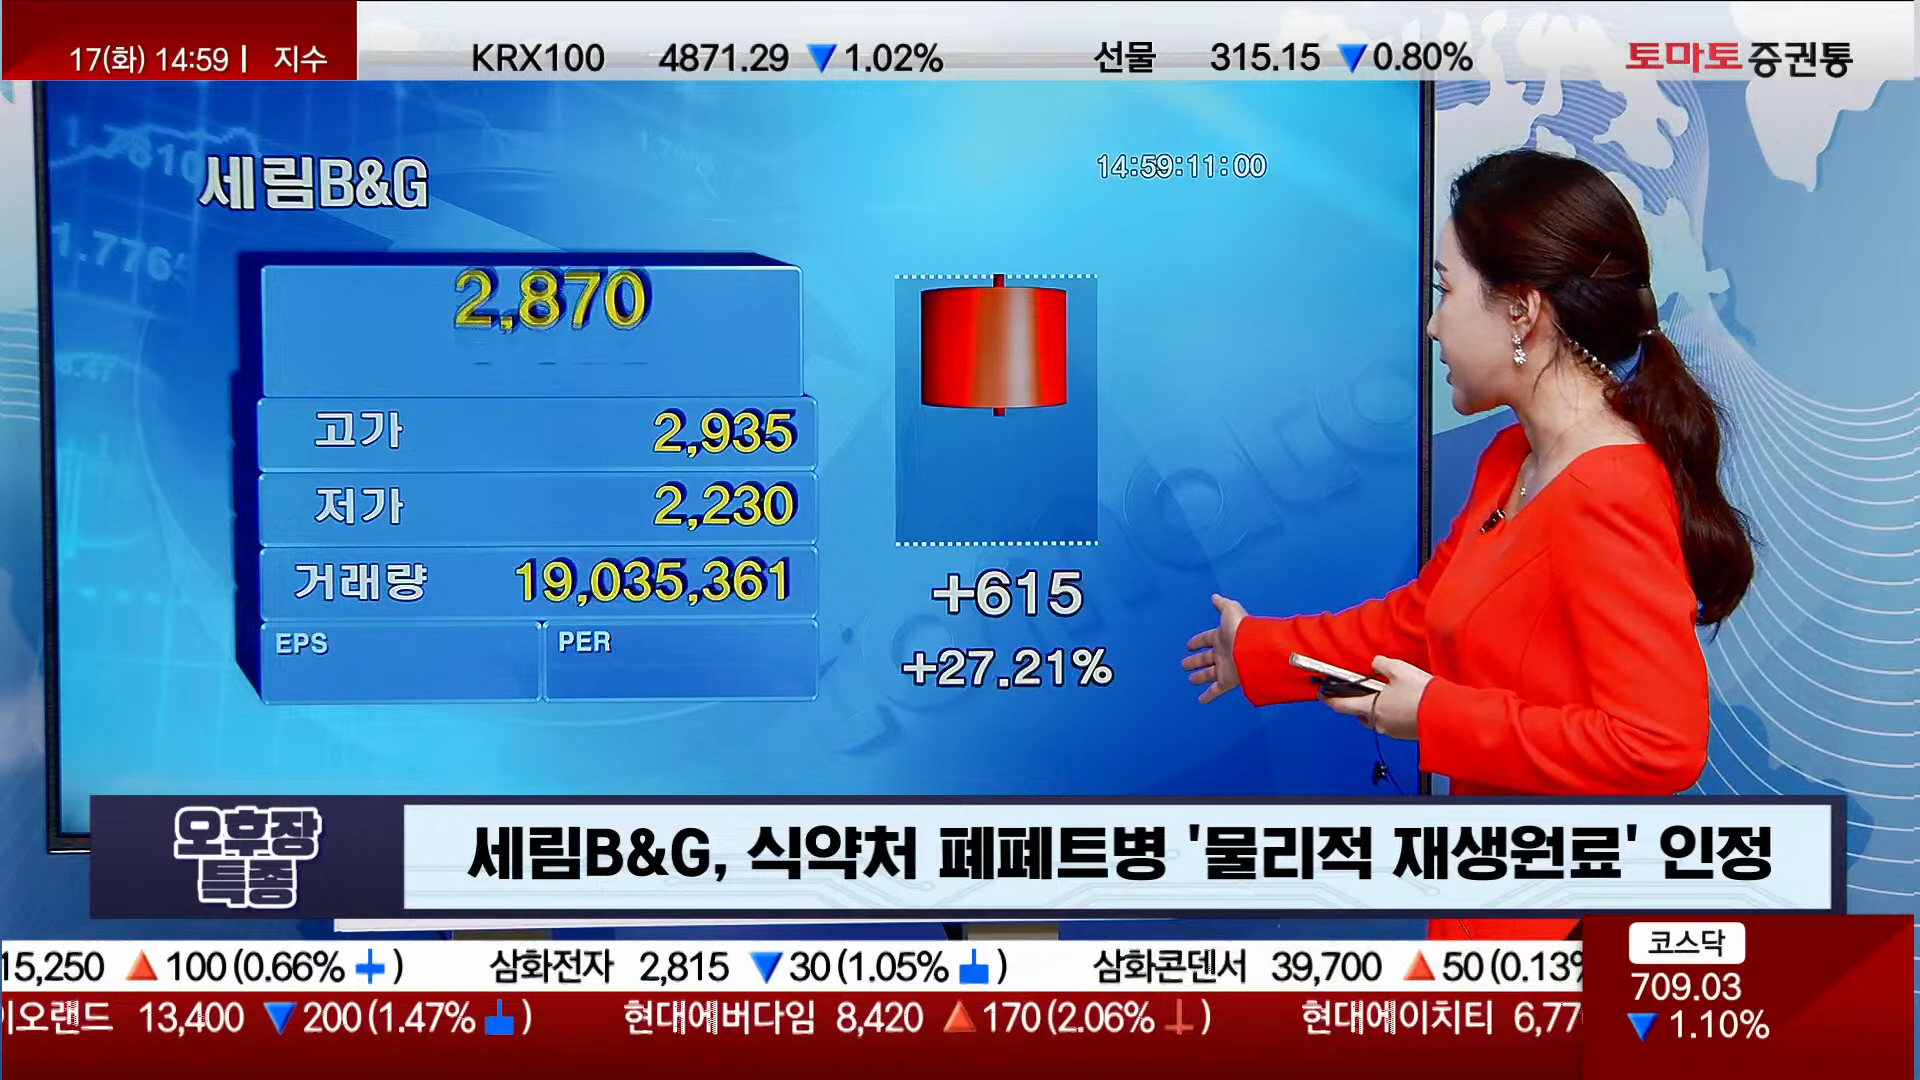 17(화) 14:59 | 지수 KRX100 4871.29 ▼1.02% 선물 315.15 ▼0.80% 토마토증권통
세림B&G
14:59:11:00
2,870
고가 2,935
저가 2,230
거래량 19,035,361
EPS PER
+615
+27.21%
오후장
특종
세림B&G, 식약처 폐페트병 '물리적 재생원료' 인정
15,250 ▲100(0.66%) 삼화전자 2,815 ▼30(1.05%) 삼화콘덴서 39,700 ▲50(0.13%
이오랜드 13,400 ▼200(1.47%) 현대에버다임 8,420 ▲170(2.06%) 현대에이치티 6,77
코스닥
709.03
▼1.10%